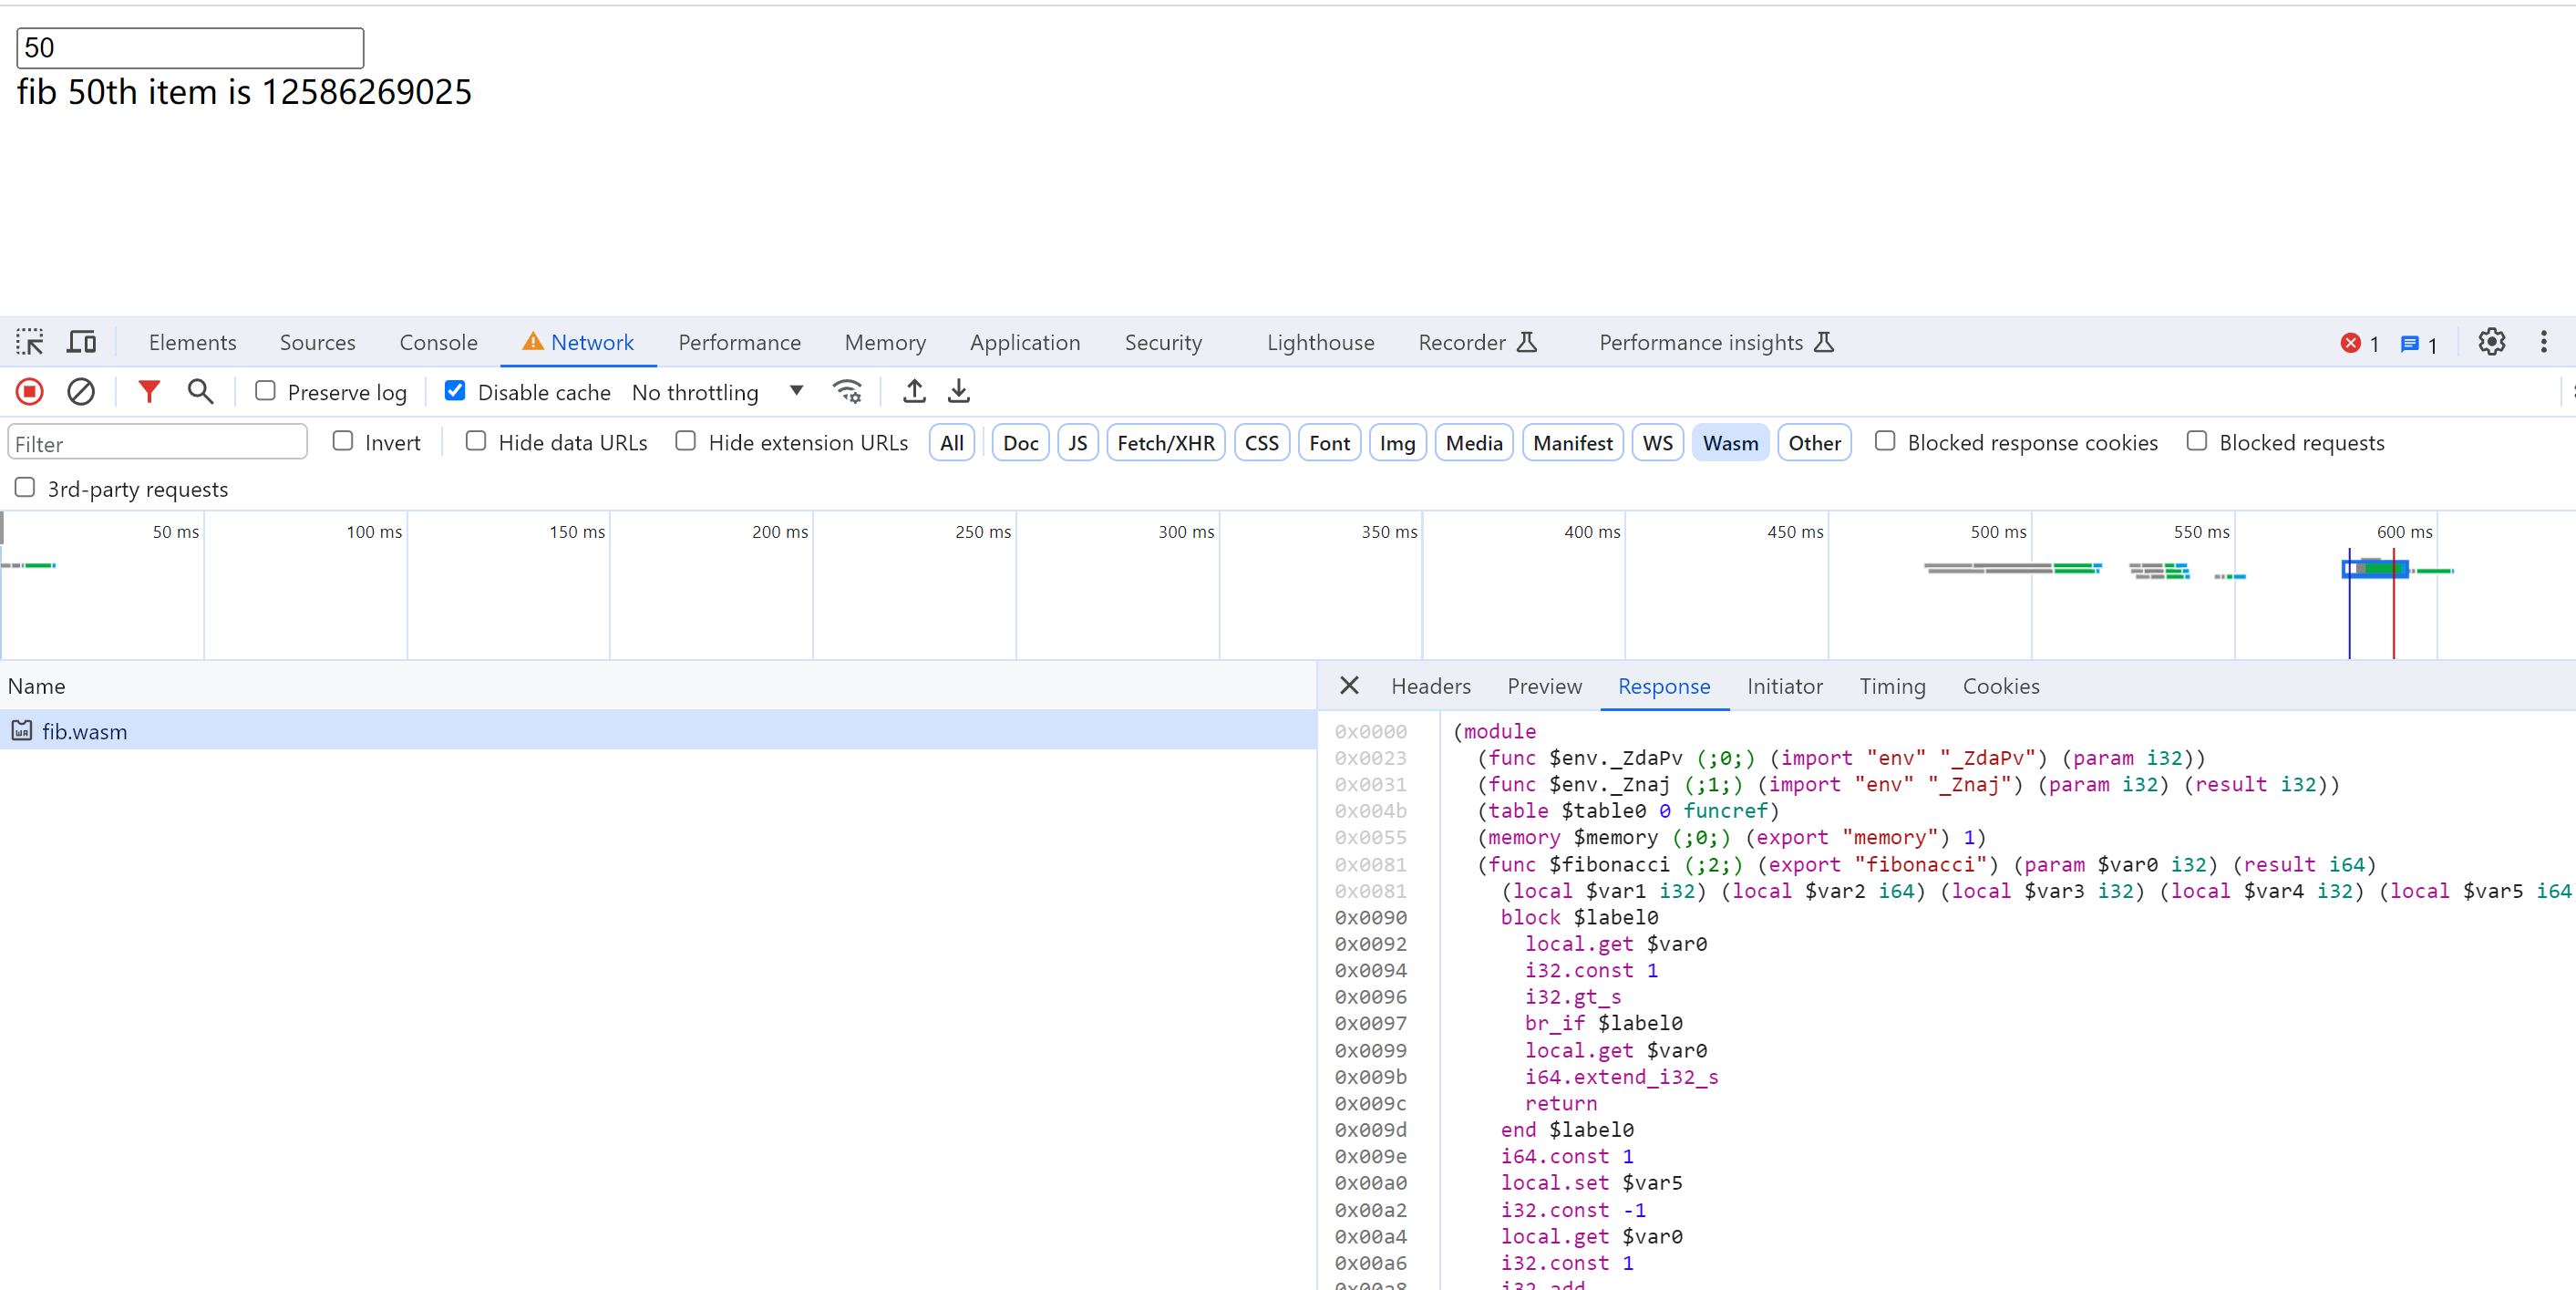 50
fib 50th item is 12586269025
Elements Sources Console Network Performance Memory Application Security Lighthouse Recorder Performance insights 1 1
Preserve log Disable cache No throttling
Filter Invert Hide data URLs Hide extension URLs All Doc JS Fetch/XHR CSS Font Img Media Manifest WS Wasm Other Blocked response cookies Blocked requests
3rd-party requests
50 ms 100 ms 150 ms 200 ms 250 ms 300 ms 350 ms 400 ms 450 ms 500 ms 550 ms 600 ms
Name
fib.wasm
Headers Preview Response Initiator Timing Cookies
0x0000 (module
0x0023 (func $env._ZdaPv (;0;) (import "env" "_ZdaPv") (param i32))
0x0031 (func $env._Znaj (;1;) (import "env" "_Znaj") (param i32) (result i32))
0x004b (table $table0 0 funcref)
0x0055 (memory $memory (;0;) (export "memory") 1)
0x0081 (func $fibonacci (;2;) (export "fibonacci") (param $var0 i32) (result i64)
0x0081 (local $var1 i32) (local $var2 i64) (local $var3 i32) (local $var4 i32) (local $var5 i64
0x0090 block $label0
0x0092 local.get $var0
0x0094 i32.const 1
0x0096 i32.gt_s
0x0097 br_if $label0
0x0099 local.get $var0
0x009b i64.extend_i32_s
0x009c return
0x009d end $label0
0x009e i64.const 1
0x00a0 local.set $var5
0x00a2 i32.const -1
0x00a4 local.get $var0
0x00a6 i32.const 1
0x00a8 i32.add